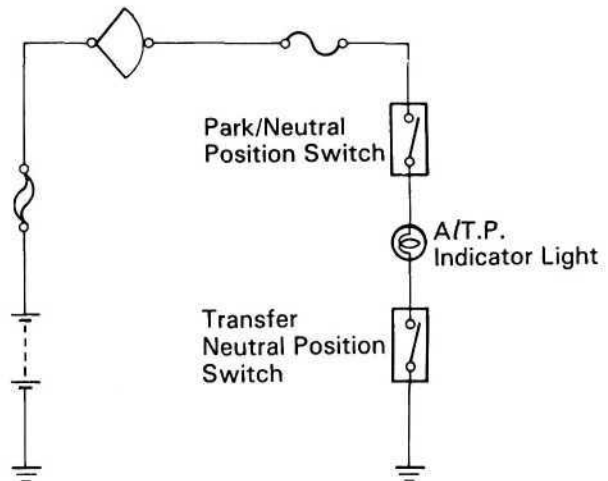 Park/Neutral
Position Switch
A/T.P.
Indicator Light
Transfer
Neutral Position
Switch